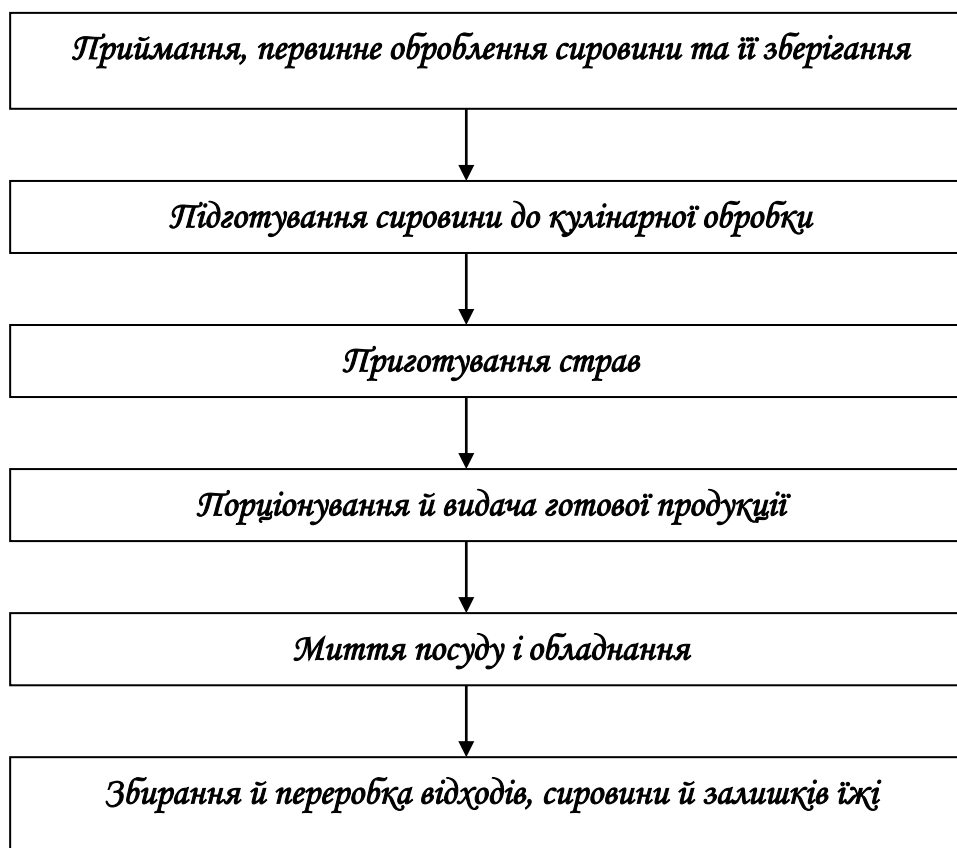 Приймання, первинне оброблення сировини та її зберігання
Підготування сировини до кулінарної обробки
Приготування страв
Порціонування й видача готової продукції
Миття посуду і обладнання
Збирання й переробка відходів, сировини й залишків їжі